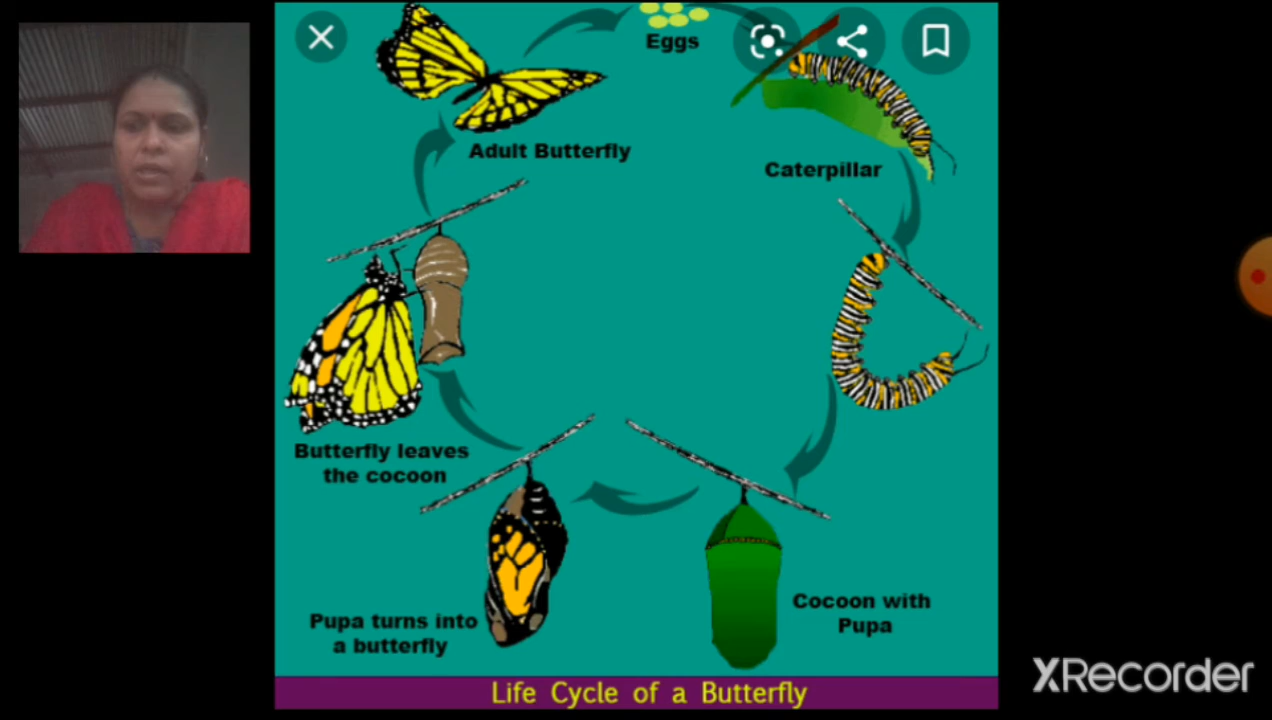 Eggs
Adult Butterfly
Caterpillar
Butterfly leaves
the cocoon
Pupa turns into
a butterfly
Cocoon with
Pupa
Life Cycle of a Butterfly
XRecorder